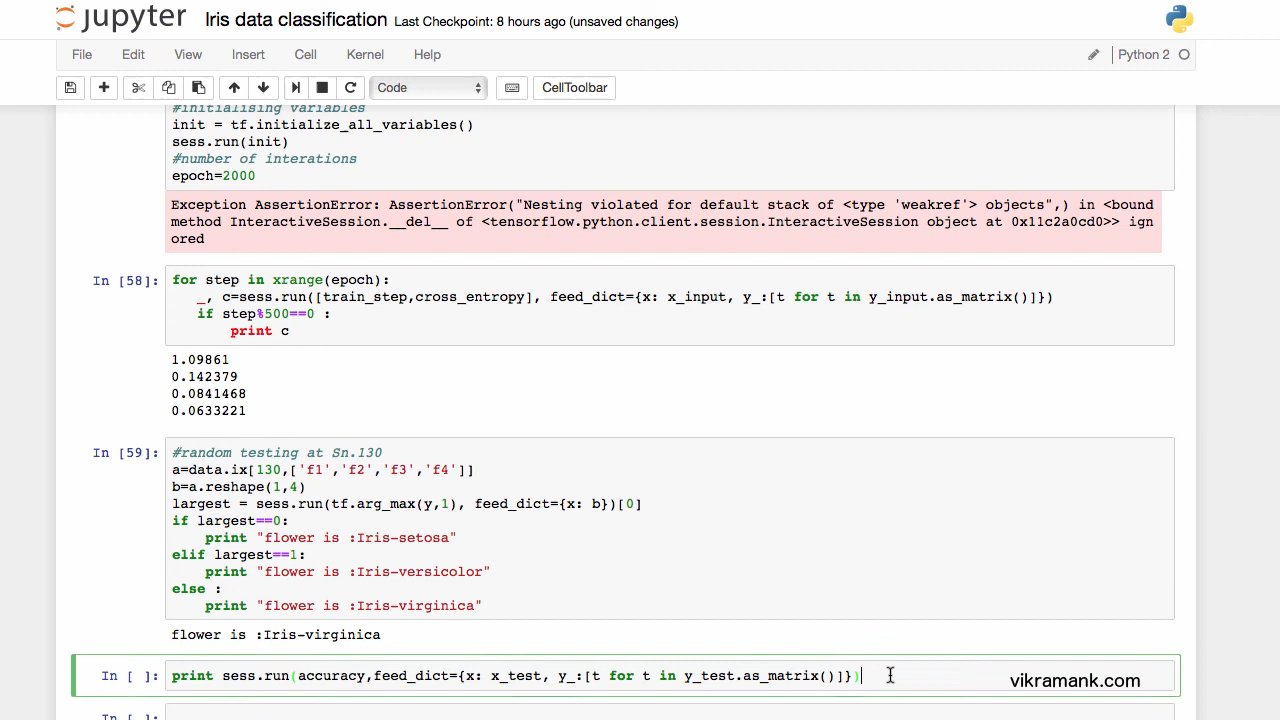 jupyter Iris data classification Last Checkpoint: 8 hours ago (unsaved changes)
File Edit View Insert Cell Kernel Help Python 2
Code CellToolbar
#initialising variables
init = tf.initialize_all_variables()
sess.run(init)
#number of interations
epoch=2000
Exception AssertionError: AssertionError("Nesting violated for default stack of <type 'weakref'> objects",) in <bound
method InteractiveSession.__del__ of <tensorflow.python.client.session.InteractiveSession object at 0x11c2a0cd0>> ign
ored
In [58]: for step in xrange(epoch):
_, c=sess.run([train_step,cross_entropy], feed_dict={x: x_input, y_:[t for t in y_input.as_matrix()]})
if step%500==0 :
print c
1.09861
0.142379
0.0841468
0.0633221
In [59]: #random testing at Sn.130
a=data.ix[130,['f1','f2','f3','f4']]
b=a.reshape(1,4)
largest = sess.run(tf.arg_max(y,1), feed_dict={x: b})[0]
if largest==0:
print "flower is :Iris-setosa"
elif largest==1:
print "flower is :Iris-versicolor"
else :
print "flower is :Iris-virginica"
flower is :Iris-virginica
In [ ]: print sess.run(accuracy,feed_dict={x: x_test, y_:[t for t in y_test.as_matrix()]})
vikramank.com